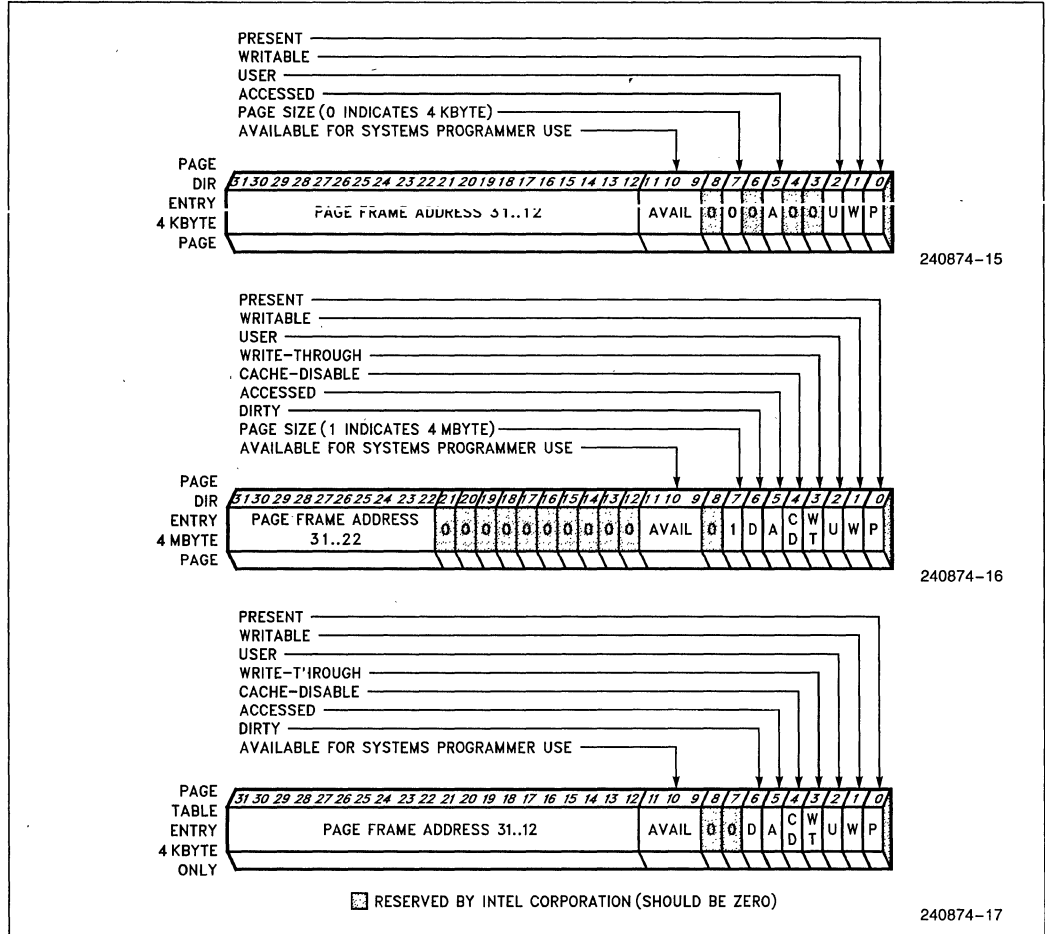 PRESENT
WRITABLE
USER
ACCESSED
PAGE SIZE (0 INDICATES 4 KBYTE)
AVAILABLE FOR SYSTEMS PROGRAMMER USE
PAGE
DIR
ENTRY
4 KBYTE
PAGE
31 30 29 28 27 26 25 24 23 22 21 20 19 18 17 16 15 14 13 12 11 10 9 8 7 6 5 4 3 2 1 0
PAGE FRAME ADDRESS 31..12 AVAIL 0 0 0 A 0 0 U W P
240874-15
PRESENT
WRITABLE
USER
WRITE-THROUGH
CACHE-DISABLE
ACCESSED
DIRTY
PAGE SIZE (1 INDICATES 4 MBYTE)
AVAILABLE FOR SYSTEMS PROGRAMMER USE
PAGE
DIR
ENTRY
4 MBYTE
PAGE
31 30 29 28 27 26 25 24 23 22 21 20 19 18 17 16 15 14 13 12 11 10 9 8 7 6 5 4 3 2 1 0
PAGE FRAME ADDRESS
31..22
0 0 0 0 0 0 0 0 0 0 AVAIL 0 1 D A CD WT U W P
240874-16
PRESENT
WRITABLE
USER
WRITE-T'IROUGH
CACHE-DISABLE
ACCESSED
DIRTY
AVAILABLE FOR SYSTEMS PROGRAMMER USE
PAGE
TABLE
ENTRY
4 KBYTE
ONLY
31 30 29 28 27 26 25 24 23 22 21 20 19 18 17 16 15 14 13 12 11 10 9 8 7 6 5 4 3 2 1 0
PAGE FRAME ADDRESS 31..12 AVAIL 0 0 D A CD WT U W P
RESERVED BY INTEL CORPORATION (SHOULD BE ZERO)
240874-17